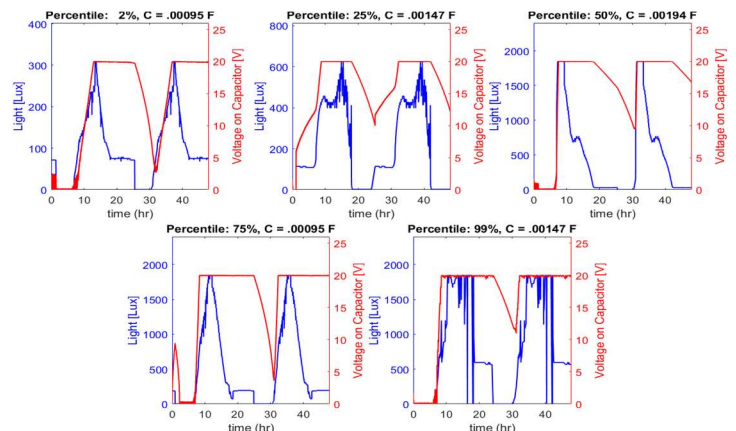 Percentile: 2%, C = .00095 F
400
300
200
100
0
Light [Lux]
25
20
15
10
5
0
Voltage on Capacitor [V]
0 10 20 30 40
time (hr)
Percentile: 25%, C = .00147 F
800
600
400
200
0
Light [Lux]
25
20
15
10
5
0
Voltage on Capacitor [V]
0 10 20 30 40
time (hr)
Percentile: 50%, C = .00194 F
2000
1500
1000
500
0
Light [Lux]
25
20
15
10
5
0
Voltage on Capacitor [V]
0 10 20 30 40
time (hr)
Percentile: 75%, C = .00095 F
2000
1500
1000
500
0
Light [Lux]
25
20
15
10
5
0
Voltage on Capacitor [V]
0 10 20 30 40
time (hr)
Percentile: 99%, C = .00147 F
2000
1500
1000
500
0
Light [Lux]
25
20
15
10
5
0
Voltage on Capacitor [V]
0 10 20 30 40
time (hr)